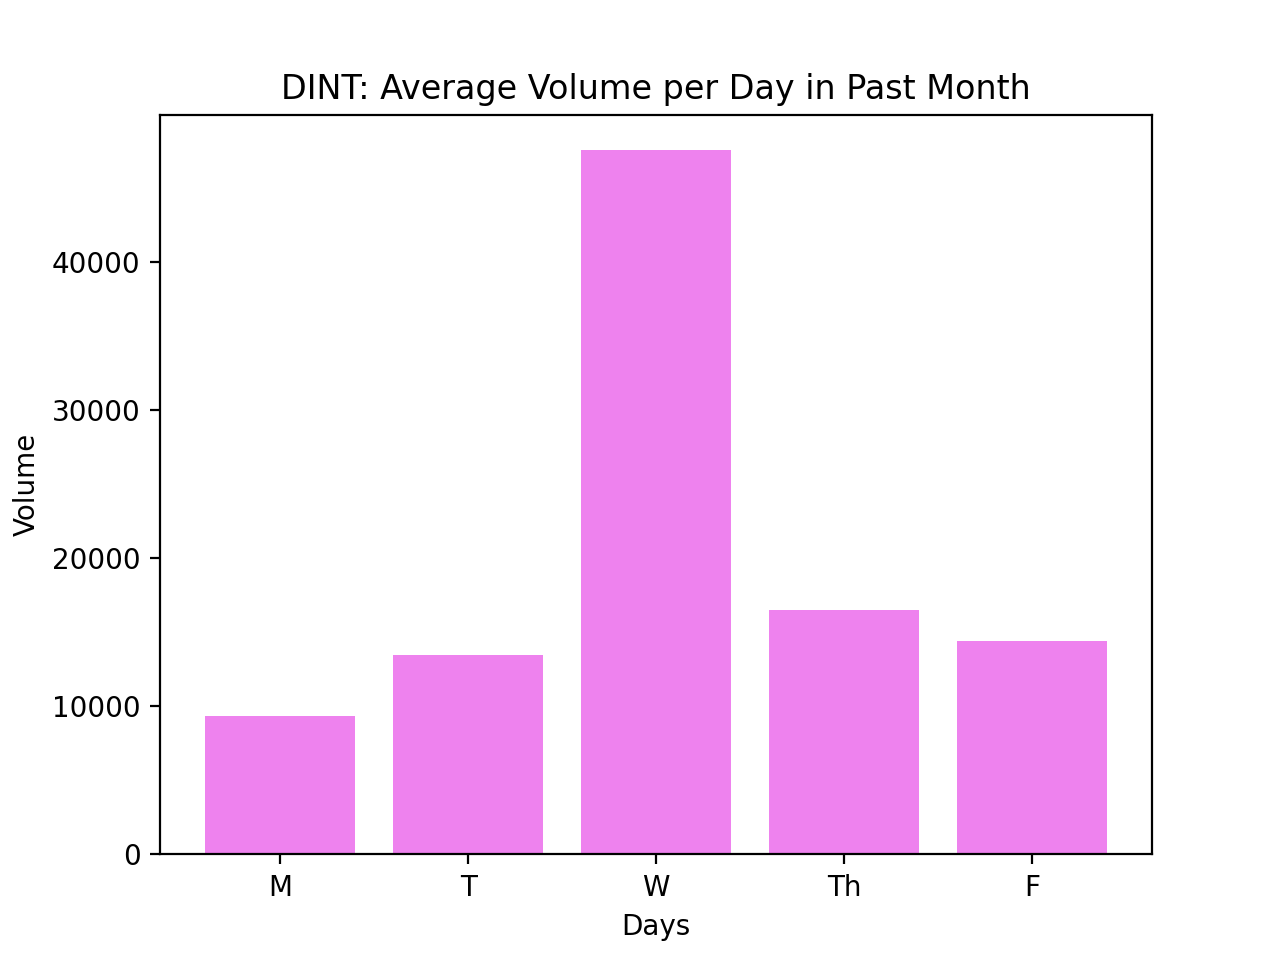 DINT: Average Volume per Day in Past Month
Volume
40000
30000
20000
10000
0
M T W Th F
Days